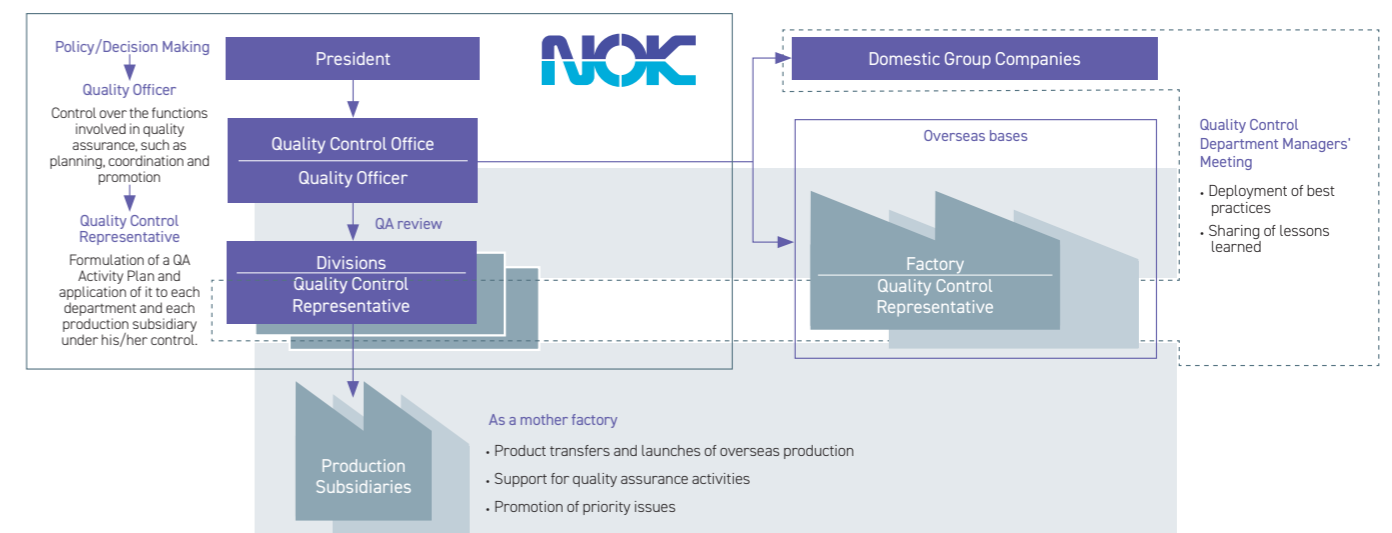 Policy/Decision Making
Quality Officer
Control over the functions
involved in quality
assurance, such as
planning, coordination and
promotion
Quality Control
Representative
Formulation of a QA
Activity Plan and
application of it to each
department and each
production subsidiary
under his/her control.
President
Quality Control Office
Quality Officer
QA review
Divisions
Quality Control
Representative
NOK
Domestic Group Companies
Overseas bases
Factory
Quality Control
Representative
Quality Control
Department Managers'
Meeting
• Deployment of best
practices
• Sharing of lessons
learned
Production
Subsidiaries
As a mother factory
• Product transfers and launches of overseas production
• Support for quality assurance activities
• Promotion of priority issues